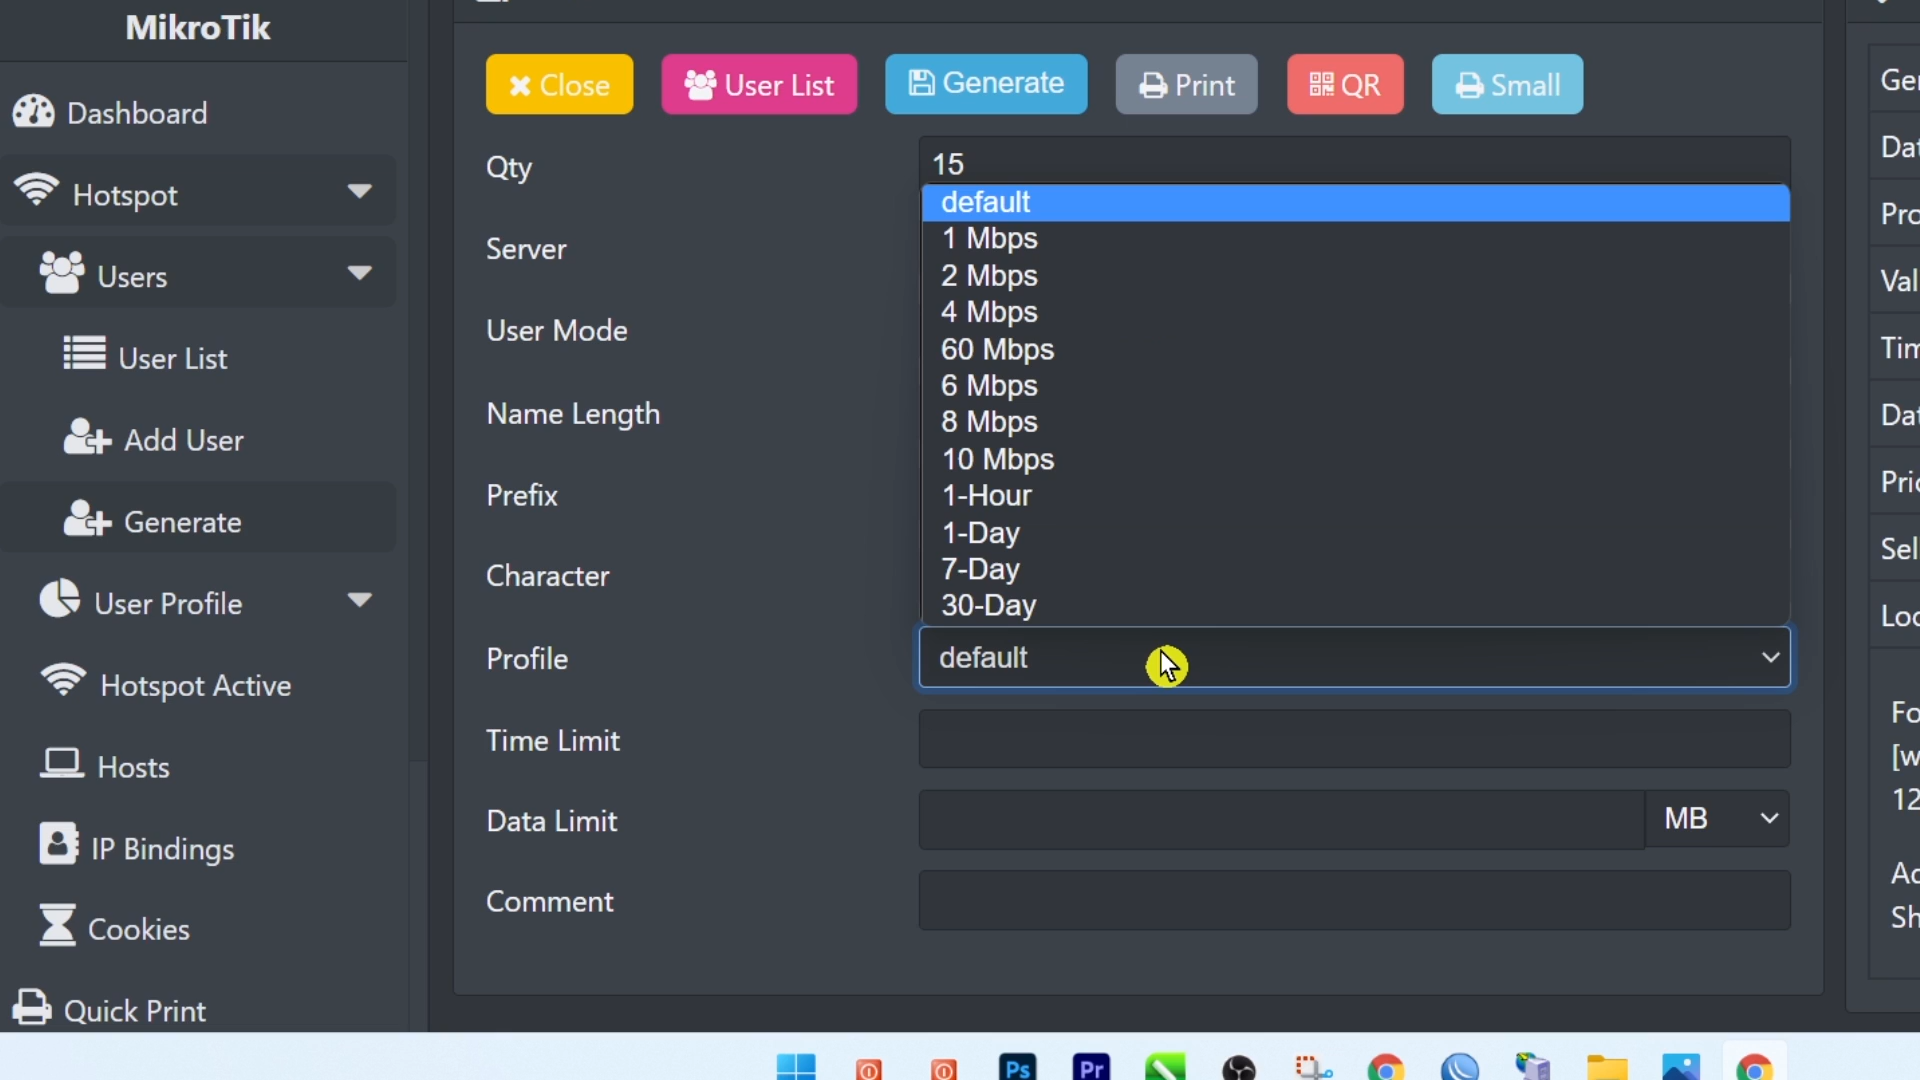 MikroTik
Dashboard
Hotspot
Users
User List
Add User
Generate
User Profile
Hotspot Active
Hosts
IP Bindings
Cookies
Quick Print
Close
User List
Generate
Print
QR
Small
Qty
15
Server
User Mode
Name Length
Prefix
Character
default
1 Mbps
2 Mbps
4 Mbps
60 Mbps
6 Mbps
8 Mbps
10 Mbps
1-Hour
1-Day
7-Day
30-Day
Profile
default
Time Limit
Data Limit
MB
Comment
Ps
Pr